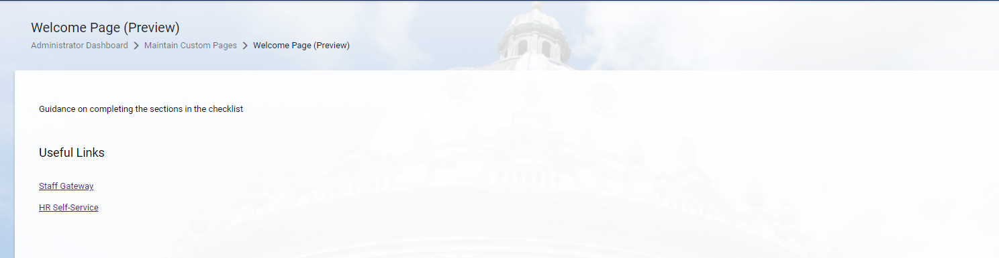 Welcome Page (Preview)
Administrator Dashboard > Maintain Custom Pages > Welcome Page (Preview)
Guidance on completing the sections in the checklist
Useful Links
Staff Gateway
HR Self-Service